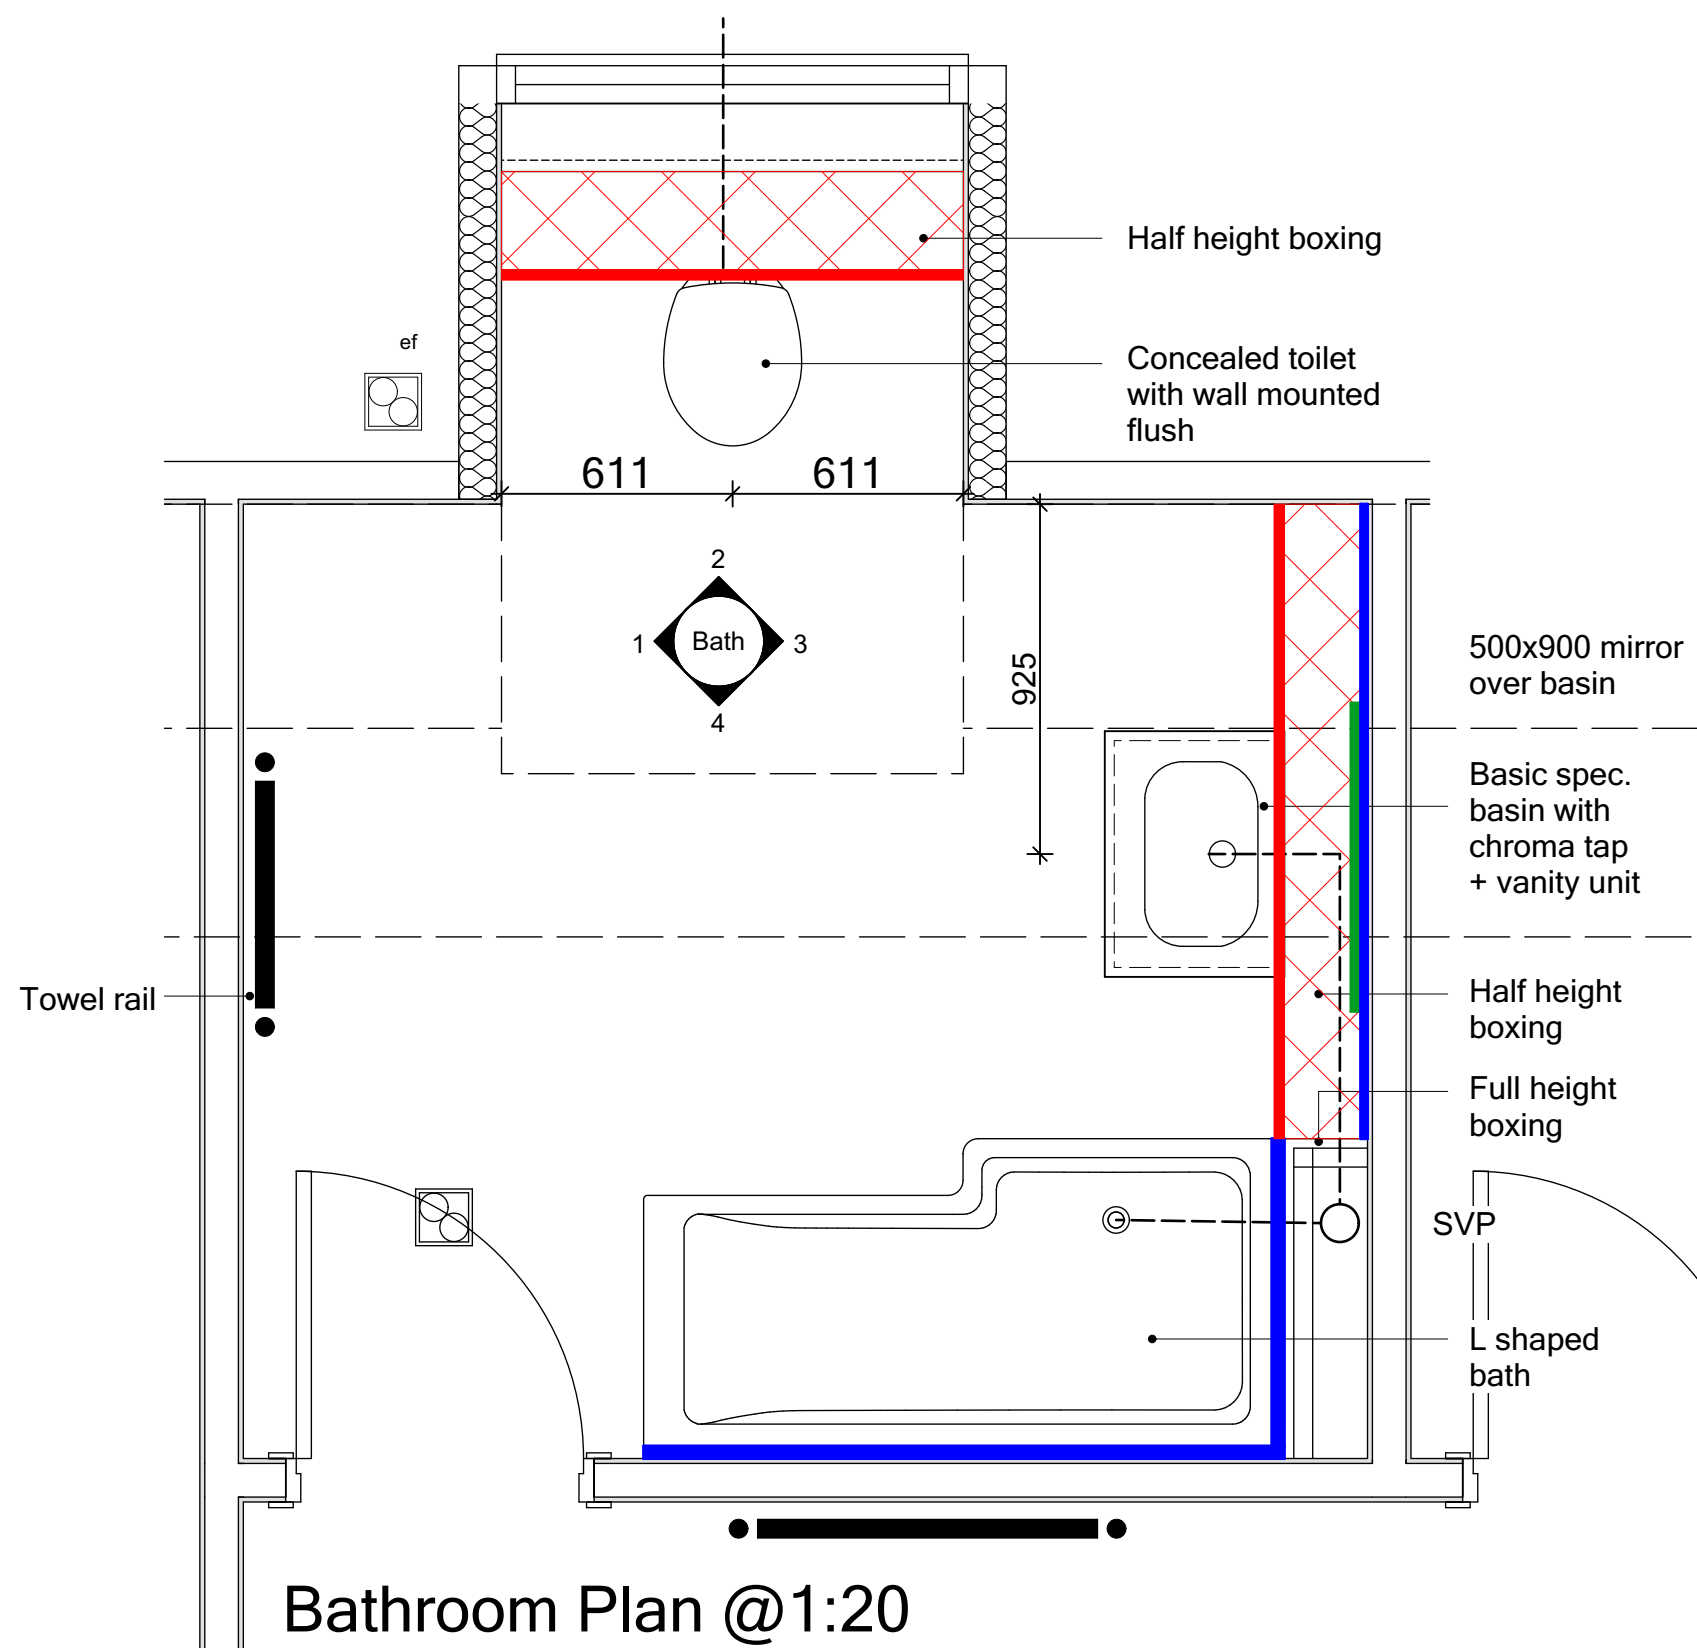 Half height boxing
ef
Concealed toilet
with wall mounted
flush
611
611
2
1
Bath
3
4
925
500x900 mirror
over basin
Basic spec.
basin with
chroma tap
+ vanity unit
Towel rail
Half height
boxing
Full height
boxing
SVP
L shaped
bath
Bathroom Plan @1:20